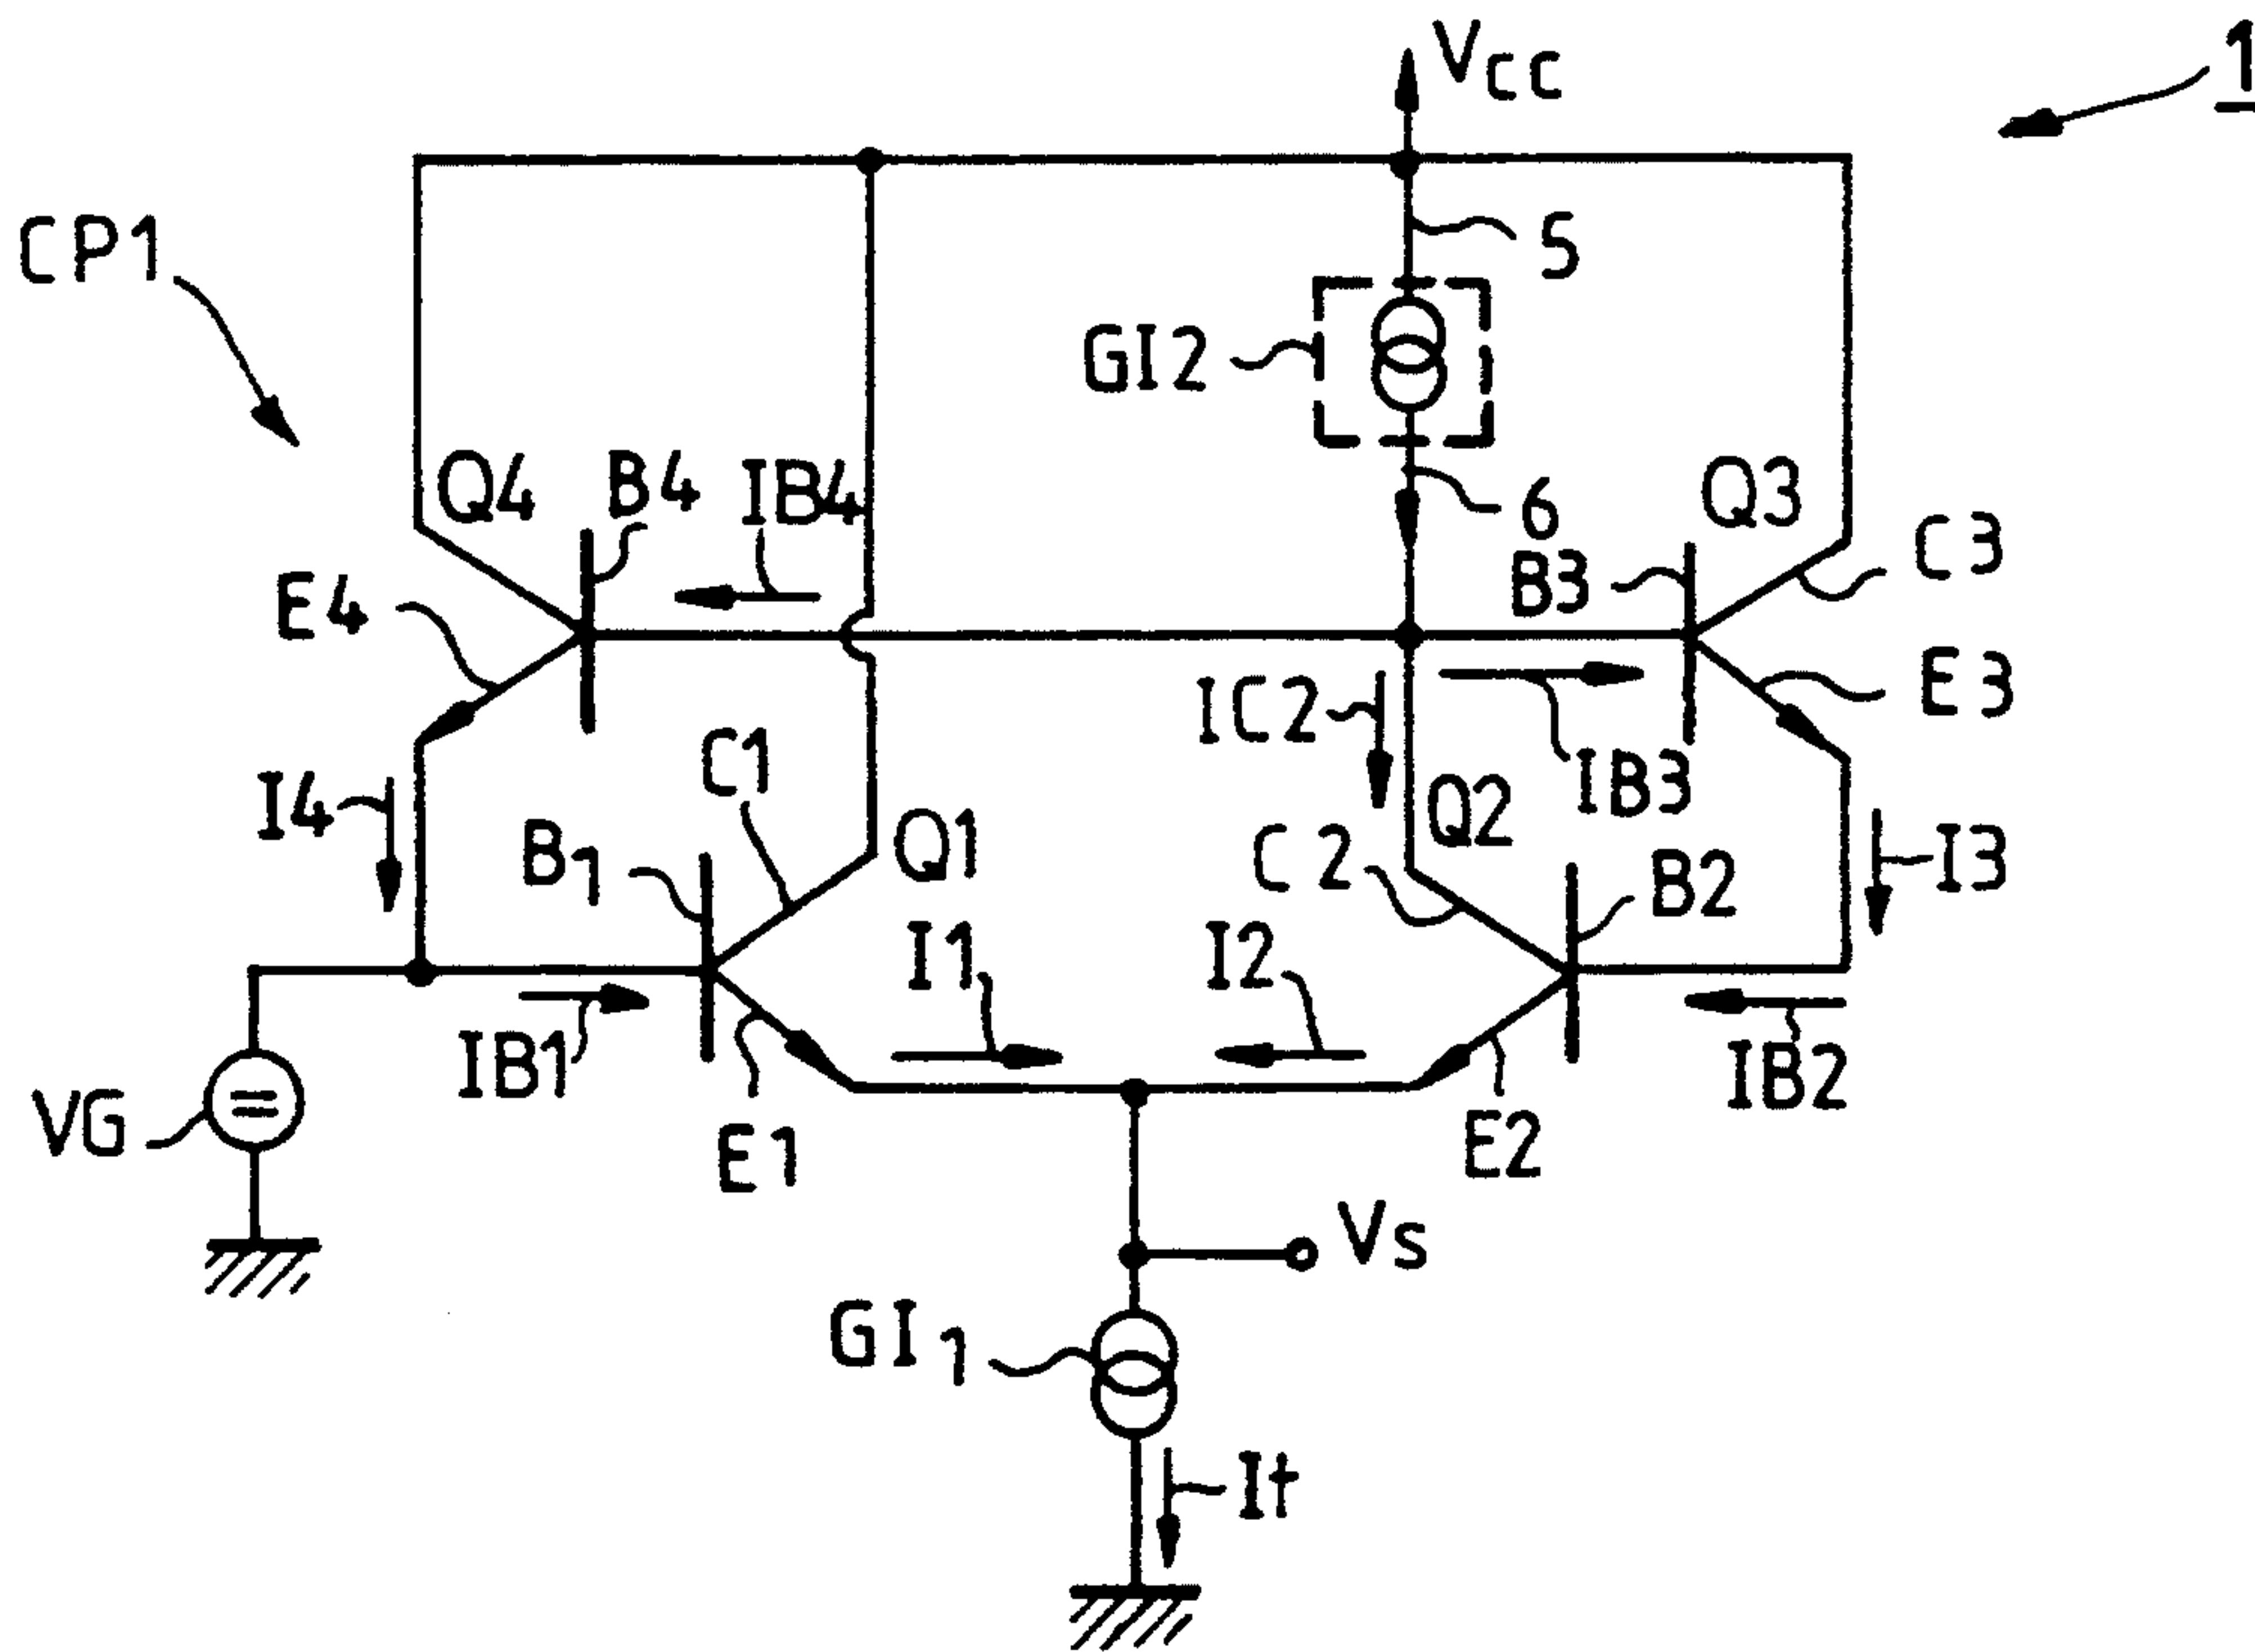 VCC
1
CP1
5
GI2
Q4
B4
IB4
6
Q3
B3
C3
E4
E3
IC2
IB3
C1
I4
B1
Q1
Q2
C2
B2
I3
I1
I2
IB1
IB2
VG
E1
E2
Vs
GI1
It